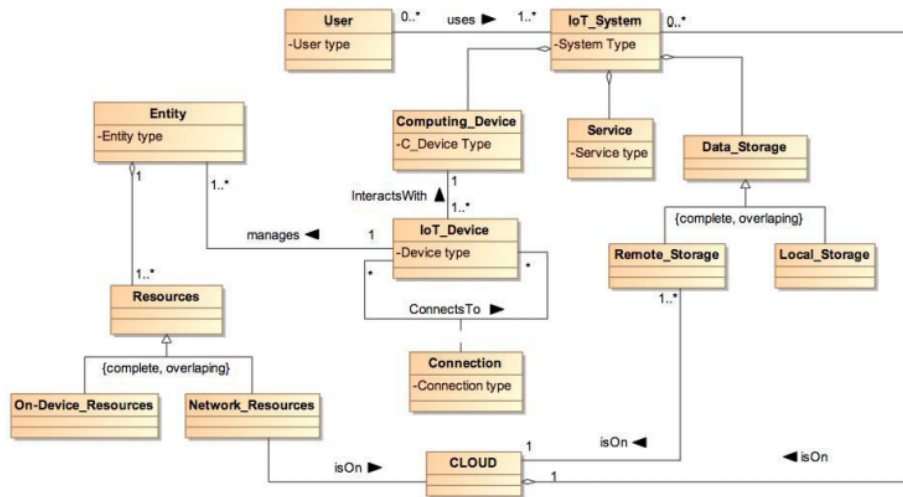 User
-User type
0..*
uses ►
1..*
IoT_System
-System Type
0..*
Entity
-Entity type
Computing_Device
-C_Device Type
Service
-Service type
Data_Storage
1
1..*
InteractsWith ▲
1
1..*
{complete, overlaping}
manages ◄
1
IoT_Device
-Device type
Remote_Storage
Local_Storage
*
*
1..*
Resources
1..*
ConnectsTo ►
{complete, overlaping}
Connection
-Connection type
On-Device_Resources
Network_Resources
isOn ►
CLOUD
1
isOn ◄
◄ isOn
1